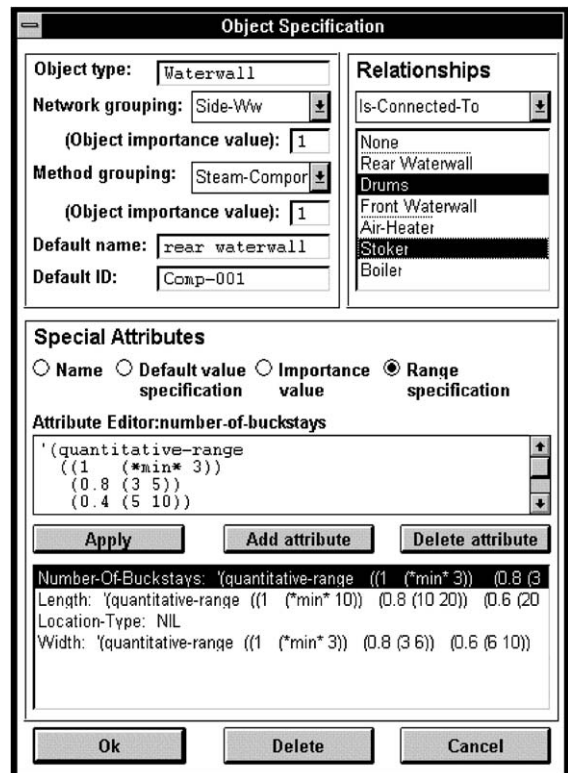 Object Specification
Object type: Waterwall
Network grouping: Side-Ww
(Object importance value): 1
Method grouping: Steam-Compor
(Object importance value): 1
Default name: rear waterwall
Default ID: Comp-001
Relationships
Is-Connected-To
None
Rear Waterwall
Drums
Front Waterwall
Air-Heater
Stoker
Boiler
Special Attributes
Name
Default value
specification
Importance
value
Range
specification
Attribute Editor:number-of-buckstays
'(quantitative-range
((1 (*min* 3))
(0.8 (3 5))
(0.4 (5 10))
Apply Add attribute Delete attribute
Number-Of-Buckstays: '(quantitative-range ((1 (*min* 3)) (0.8 (3
Length: '(quantitative-range ((1 (*min* 10)) (0.8 (10 20)) (0.6 (20
Location-Type: NIL
Width: '(quantitative-range ((1 (*min* 3)) (0.8 (3 6)) (0.6 (6 10))
Ok Delete Cancel